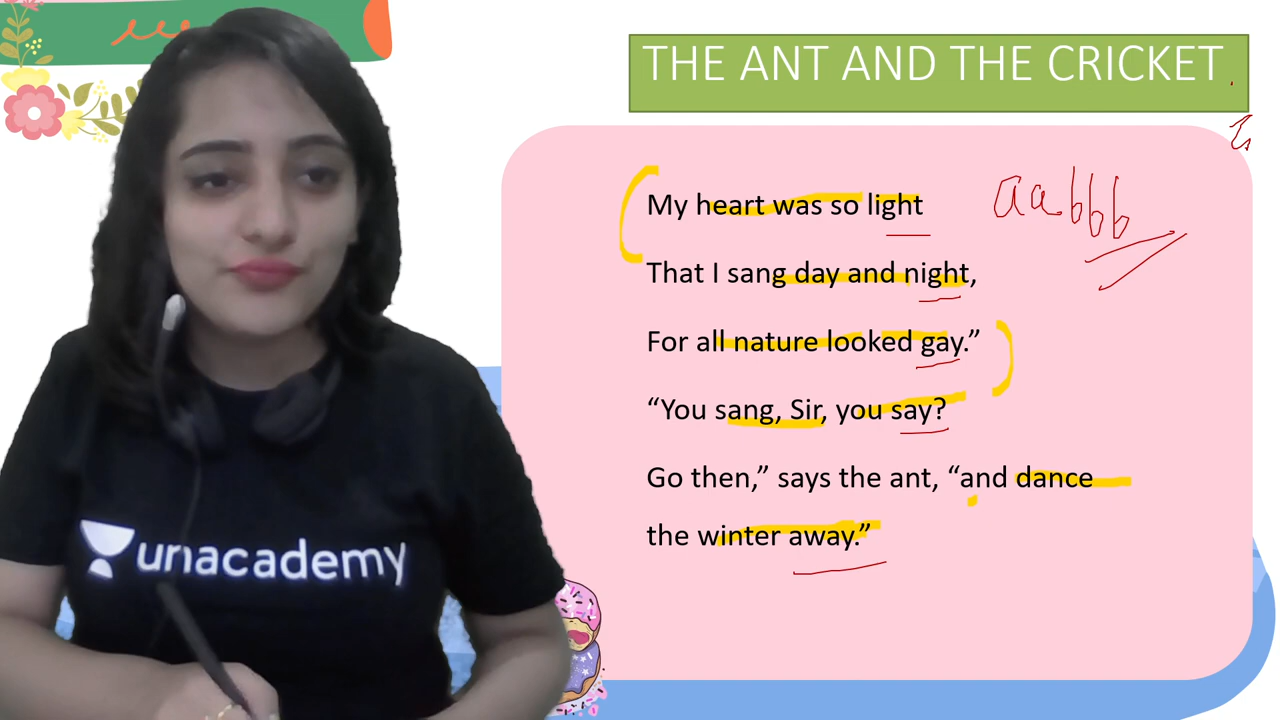 THE ANT AND THE CRICKET
aabbb
My heart was so light
That I sang day and night,
For all nature looked gay.”
“You sang, Sir, you say?
Go then,” says the ant, “and dance
the winter away.”
unacademy